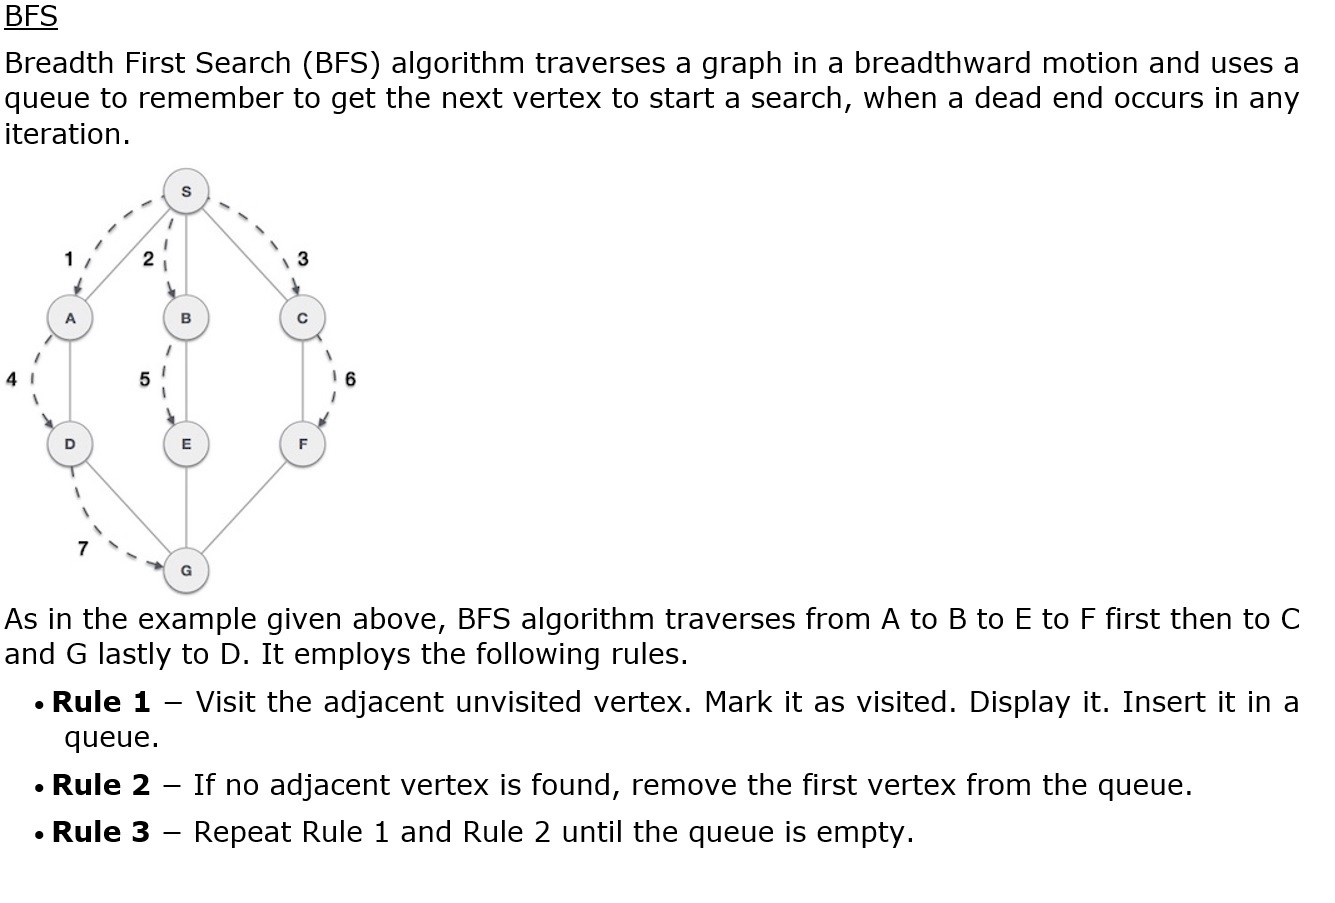 BFS
Breadth First Search (BFS) algorithm traverses a graph in a breadthward motion and uses a
queue to remember to get the next vertex to start a search, when a dead end occurs in any
iteration.
S
1 2 3
A B C
4 5 6
D E F
7
G
As in the example given above, BFS algorithm traverses from A to B to E to F first then to C
and G lastly to D. It employs the following rules.
• Rule 1 – Visit the adjacent unvisited vertex. Mark it as visited. Display it. Insert it in a
queue.
• Rule 2 – If no adjacent vertex is found, remove the first vertex from the queue.
• Rule 3 – Repeat Rule 1 and Rule 2 until the queue is empty.